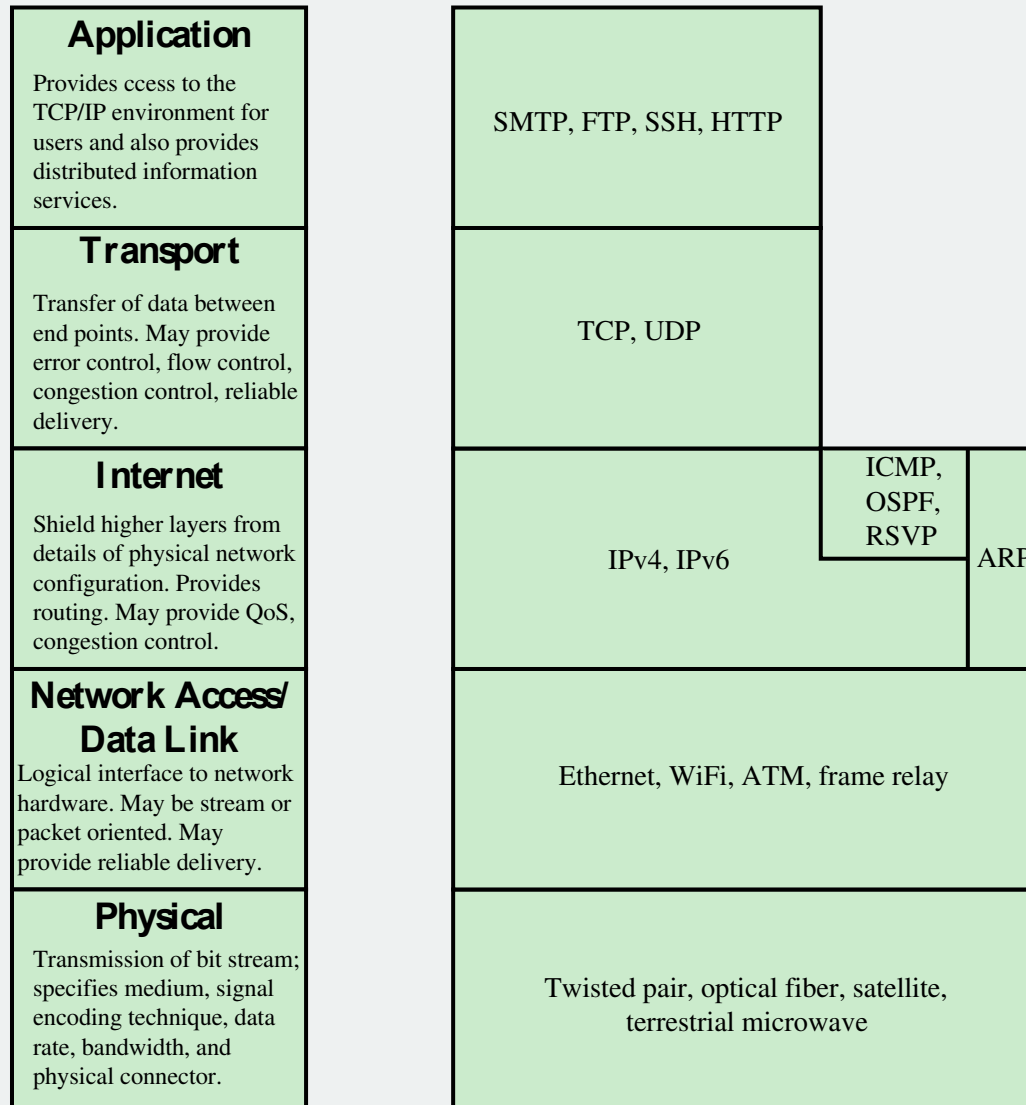 Application
Provides ccess to the
TCP/IP environment for
users and also provides
distributed information
services.
SMTP, FTP, SSH, HTTP
Transport
Transfer of data between
end points. May provide
error control, flow control,
congestion control, reliable
delivery.
TCP, UDP
Internet
Shield higher layers from
details of physical network
configuration. Provides
routing. May provide QoS,
congestion control.
IPv4, IPv6
ICMP,
OSPF,
RSVP
ARP
Network Access/
Data Link
Logical interface to network
hardware. May be stream or
packet oriented. May
provide reliable delivery.
Ethernet, WiFi, ATM, frame relay
Physical
Transmission of bit stream;
specifies medium, signal
encoding technique, data
rate, bandwidth, and
physical connector.
Twisted pair, optical fiber, satellite,
terrestrial microwave